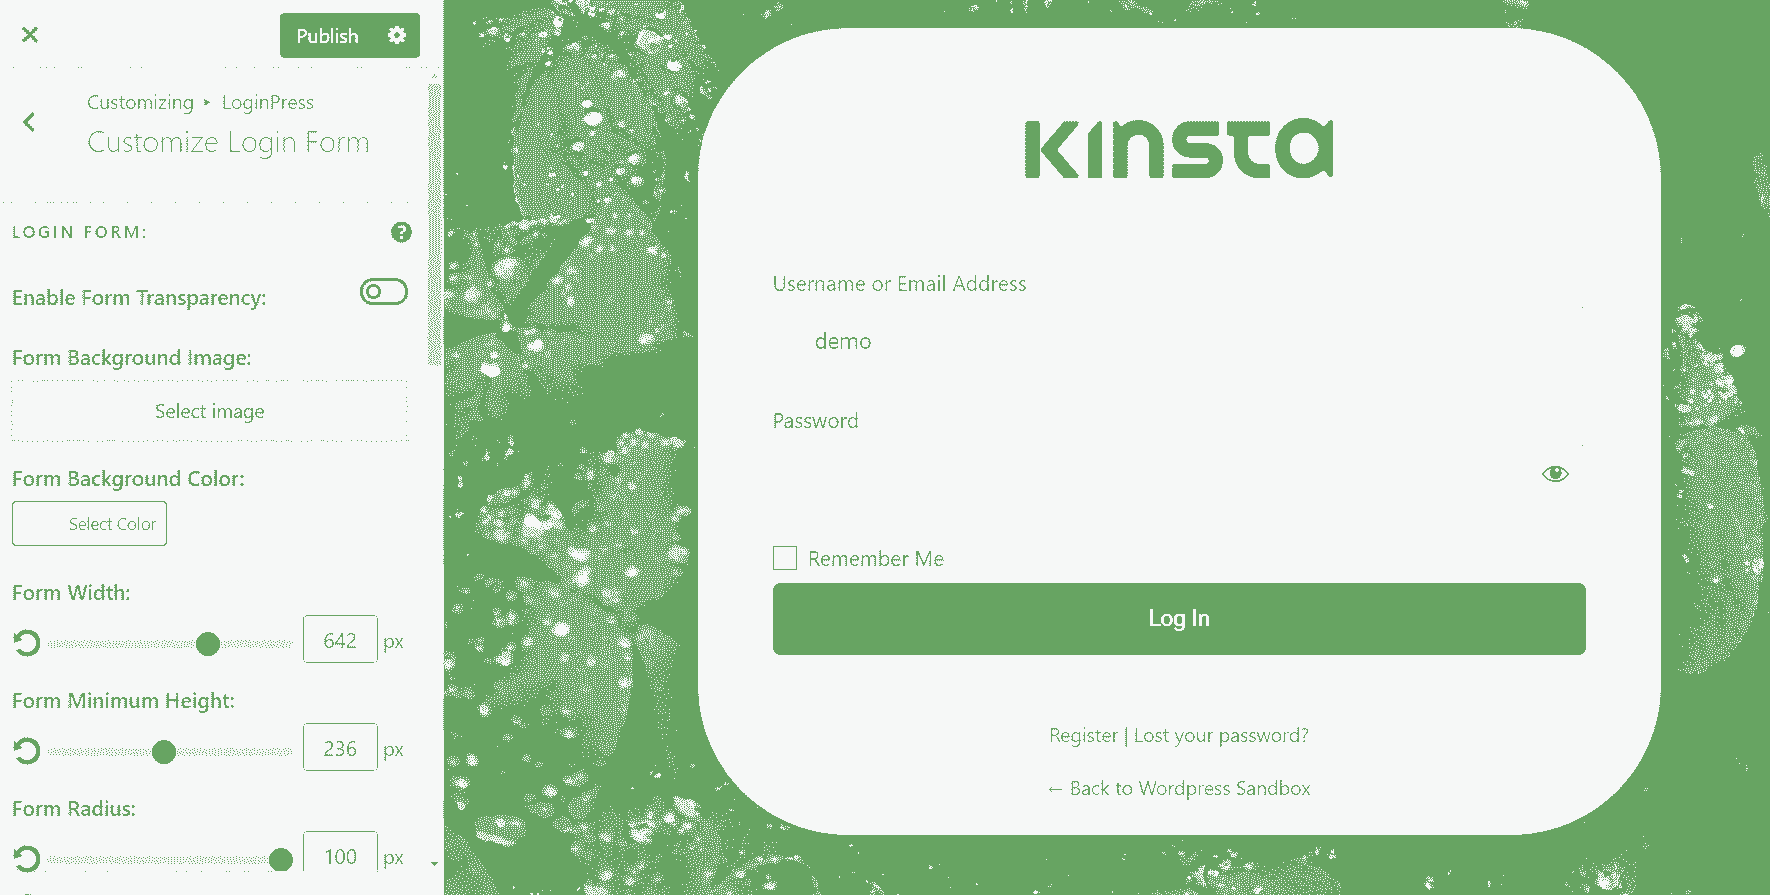 Publish
Customizing ▸ LoginPress
Customize Login Form
LOGIN FORM:
Enable Form Transparency:
Form Background Image:
Select image
Form Background Color:
Select Color
Form Width:
642 px
Form Minimum Height:
236 px
Form Radius:
100 px
KINSTA
Username or Email Address
demo
Password
Remember Me
Log In
Register | Lost your password?
← Back to Wordpress Sandbox